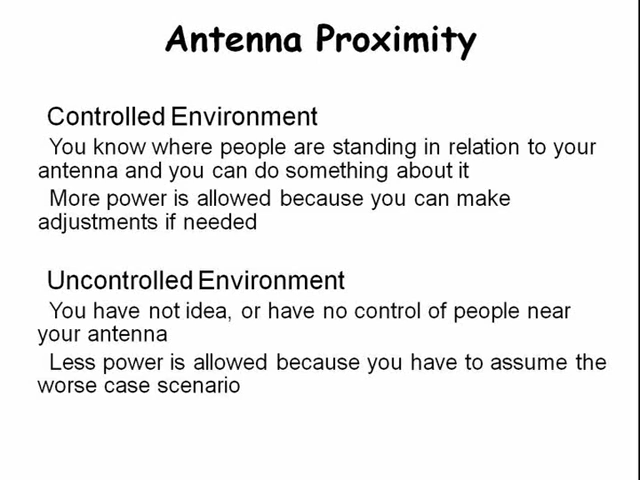 Antenna Proximity
Controlled Environment
You know where people are standing in relation to your
antenna and you can do something about it
More power is allowed because you can make
adjustments if needed
Uncontrolled Environment
You have not idea, or have no control of people near
your antenna
Less power is allowed because you have to assume the
worse case scenario